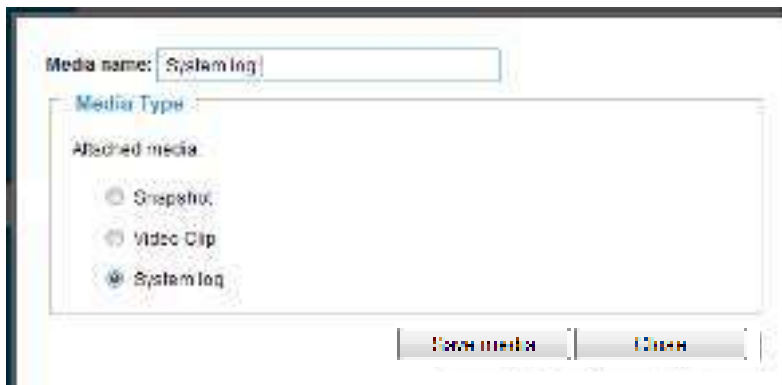 Media name: System log
Media Type
Attached media
Snapshot
Video Clip
System log
Save media Close